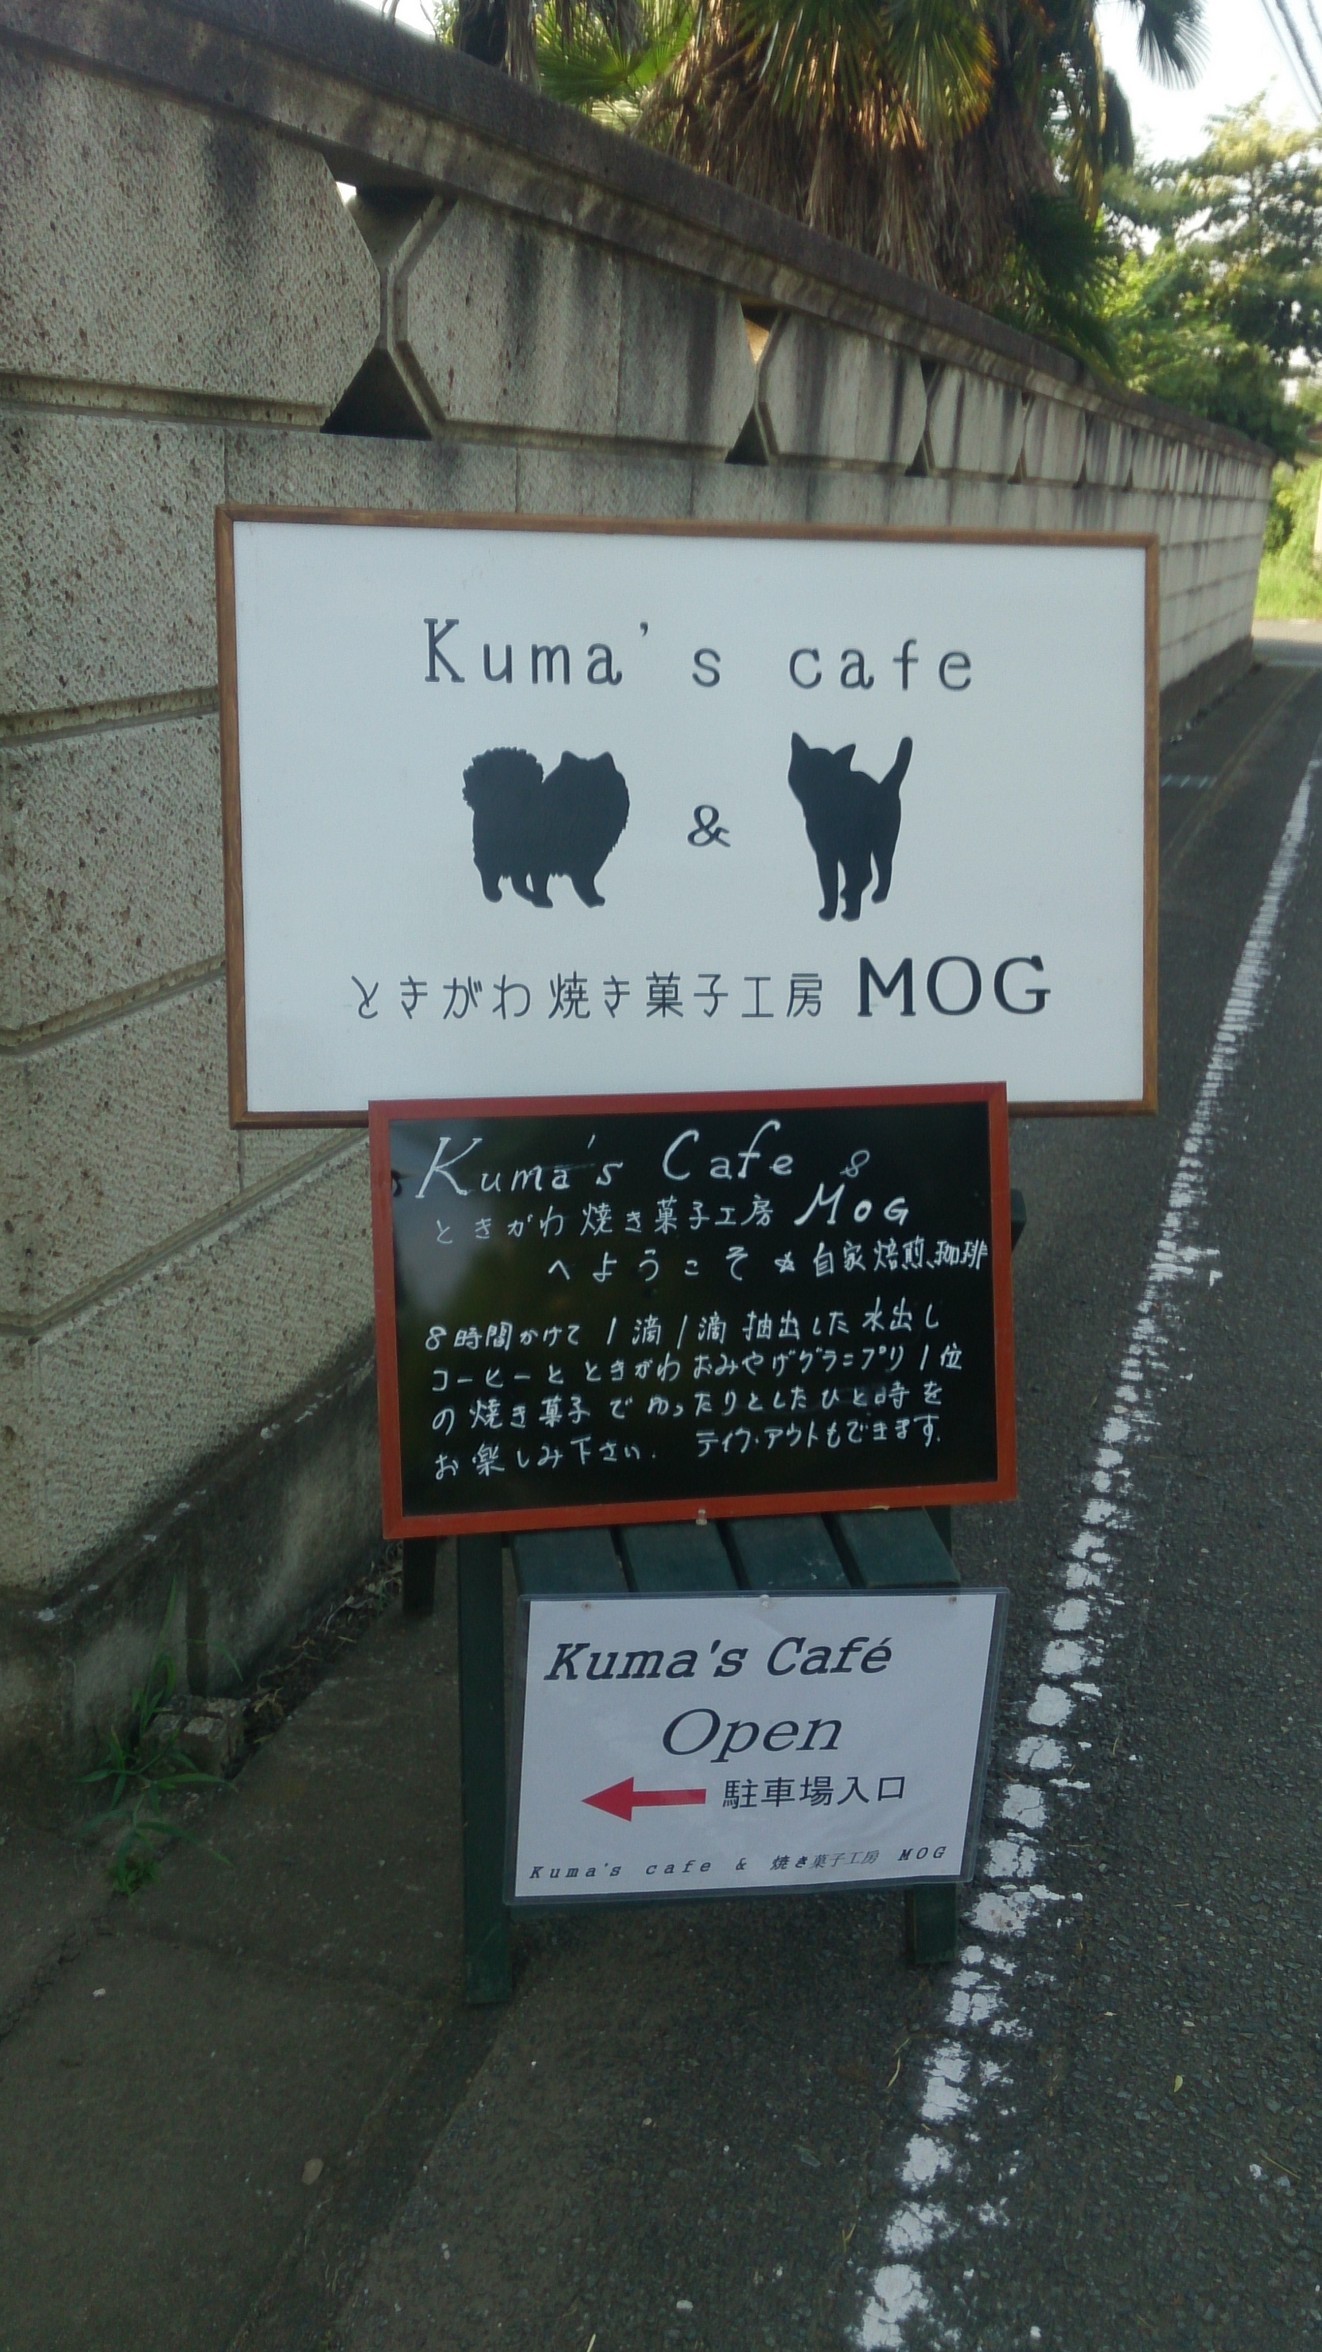 Kuma's cafe
&
ときがわ焼き菓子工房 MOG
Kuma's Cafe &
ときがわ焼き菓子工房 MOG
へようこそ ☆自家焙煎珈琲
8時間かけて1滴1滴抽出した水出し
コーヒーとときがわおみやげグランプリ1位
の焼き菓子でゆったりとしたひと時を
お楽しみ下さい. テイク・アウトもできます.
Kuma's Café
Open
← 駐車場入口
Kuma's cafe & 焼き菓子工房 MOG